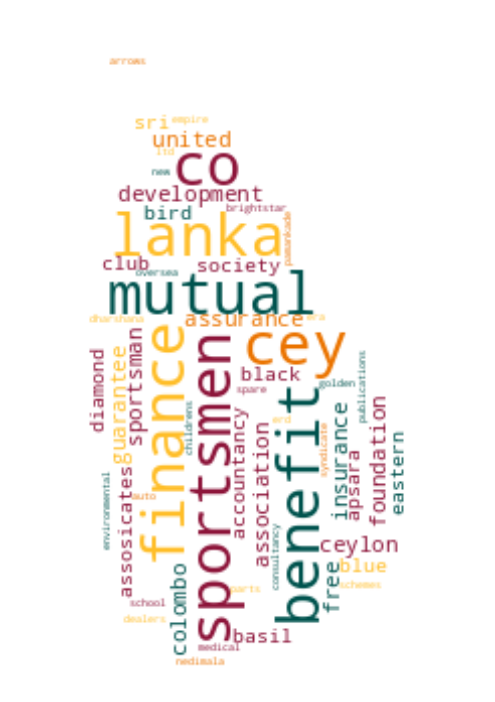 arrows
sri
empire
united
ltd
co
new
development
bird
brightstar
lanka
pamankade
club
oversea
society
mutual
dharshana
assurance
ara
cey
finance
sportsmen
sportsman
diamond
guarantee
black
golden
publications
spare
benefit
childrens
accountancy
erd
association
syndicate
insurance
apsara
foundation
eastern
assosicates
environmental
auto
consultancy
ceylon
free
blue
schemes
colombo
parts
school
dealers
basil
medical
nedimala